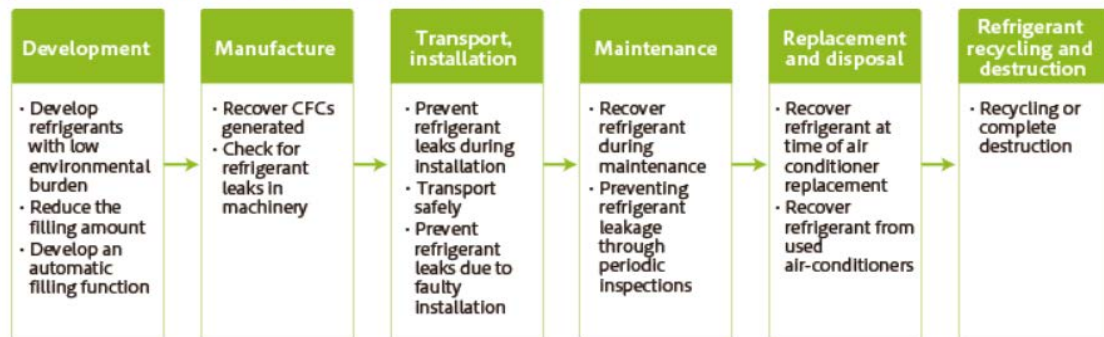 Development
· Develop
refrigerants
with low
environmental
burden
· Reduce the
filling amount
· Develop an
automatic
filling function
Manufacture
· Recover CFCs
generated
· Check for
refrigerant
leaks in
machinery
Transport,
installation
· Prevent
refrigerant
leaks during
installation
· Transport
safely
· Prevent
refrigerant
leaks due to
faulty
installation
Maintenance
· Recover
refrigerant
during
maintenance
· Preventing
refrigerant
leakage
through
periodic
inspections
Replacement
and disposal
· Recover
refrigerant at
time of air
conditioner
replacement
· Recover
refrigerant from
used
air-conditioners
Refrigerant
recycling and
destruction
· Recycling or
complete
destruction